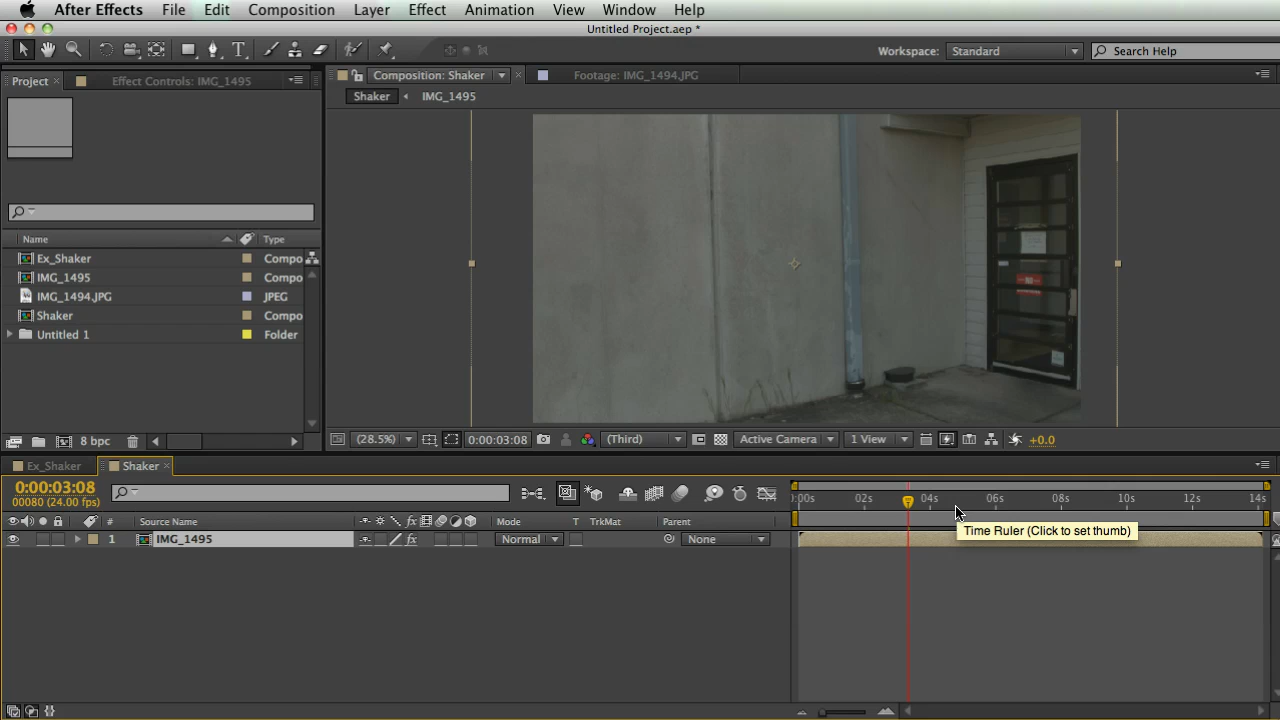 After Effects File Edit Composition Layer Effect Animation View Window Help
Untitled Project.aep *
Workspace: Standard Search Help
Project Effect Controls: IMG_1495 Composition: Shaker Footage: IMG_1494.JPG
Shaker IMG_1495
Name Type
Ex_Shaker Compo
IMG_1495 Compo
IMG_1494.JPG JPEG
Shaker Compo
Untitled 1 Folder
8 bpc (28.5%) 0:00:03:08 (Third) Active Camera 1 View +0.0
Ex_Shaker Shaker
0:00:03:08
00080 (24.00 fps)
:00s 02s 04s 06s 08s 10s 12s 14s
# Source Name Mode T TrkMat Parent
Time Ruler (Click to set thumb)
1 IMG_1495 Normal None